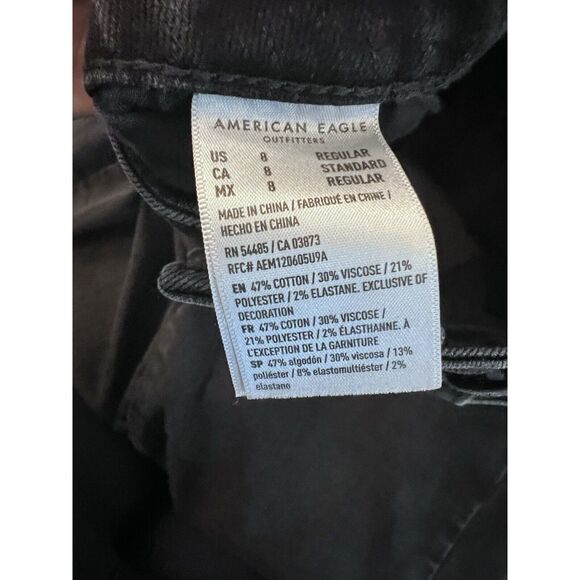 AMERICAN EAGLE
OUTFITTERS
US 8 REGULAR
CA 8 STANDARD
MX 8 REGULAR
MADE IN CHINA / FABRIQUÉ EN CHINE /
HECHO EN CHINA
RN 54485 / CA 03873
RFC# AEM120605U9A
EN 47% COTTON / 30% VISCOSE / 21%
POLYESTER / 2% ELASTANE. EXCLUSIVE OF
DECORATION
FR 47% COTON / 30% VISCOSE /
21% POLYESTER / 2% ÉLASTHANNE. À
L'EXCEPTION DE LA GARNITURE
SP 47% algodón / 30% viscosa / 13%
poliéster / 8% elastomultiéster / 2%
elastano